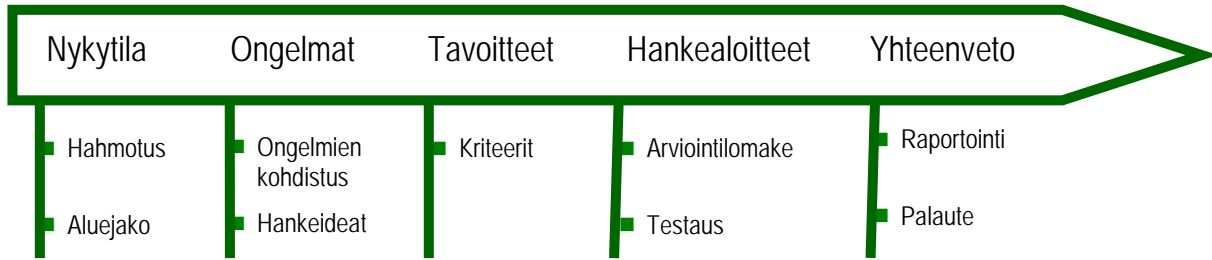 Nykytila
Ongelmat
Tavoitteet
Hankealoitteet
Yhteenveto
Hahmotus
Aluejako
Ongelmien
kohdistus
Hankeideat
Kriteerit
Arviointilomake
Testaus
Raportointi
Palaute